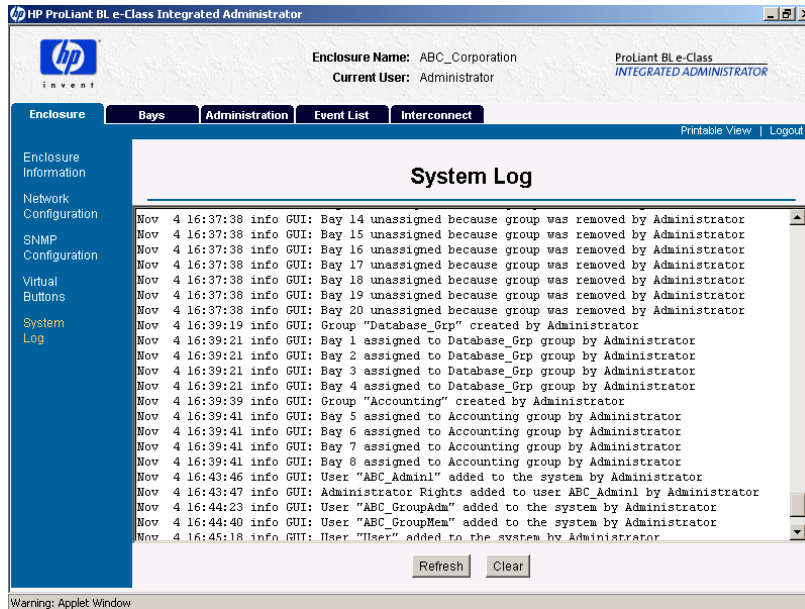 HP ProLiant BL e-Class Integrated Administrator
hp
invent
Enclosure Name: ABC_Corporation
Current User: Administrator
ProLiant BL e-Class
INTEGRATED ADMINISTRATOR
Enclosure Bays Administration Event List Interconnect
Printable View | Logout
Enclosure
Information
Network
Configuration
SNMP
Configuration
Virtual
Buttons
System
Log
System Log
Nov 4 16:37:38 info GUI: Bay 14 unassigned because group was removed by Administrator
Nov 4 16:37:38 info GUI: Bay 15 unassigned because group was removed by Administrator
Nov 4 16:37:38 info GUI: Bay 16 unassigned because group was removed by Administrator
Nov 4 16:37:38 info GUI: Bay 17 unassigned because group was removed by Administrator
Nov 4 16:37:38 info GUI: Bay 18 unassigned because group was removed by Administrator
Nov 4 16:37:38 info GUI: Bay 19 unassigned because group was removed by Administrator
Nov 4 16:37:38 info GUI: Bay 20 unassigned because group was removed by Administrator
Nov 4 16:39:19 info GUI: Group "Database_Grp" created by Administrator
Nov 4 16:39:21 info GUI: Bay 1 assigned to Database_Grp group by Administrator
Nov 4 16:39:21 info GUI: Bay 2 assigned to Database_Grp group by Administrator
Nov 4 16:39:21 info GUI: Bay 3 assigned to Database_Grp group by Administrator
Nov 4 16:39:21 info GUI: Bay 4 assigned to Database_Grp group by Administrator
Nov 4 16:39:39 info GUI: Group "Accounting" created by Administrator
Nov 4 16:39:41 info GUI: Bay 5 assigned to Accounting group by Administrator
Nov 4 16:39:41 info GUI: Bay 6 assigned to Accounting group by Administrator
Nov 4 16:39:41 info GUI: Bay 7 assigned to Accounting group by Administrator
Nov 4 16:39:41 info GUI: Bay 8 assigned to Accounting group by Administrator
Nov 4 16:43:46 info GUI: User "ABC_Admin1" added to the system by Administrator
Nov 4 16:43:47 info GUI: Administrator Rights added to user ABC_Admin1 by Administrator
Nov 4 16:44:23 info GUI: User "ABC_GroupAdm" added to the system by Administrator
Nov 4 16:44:40 info GUI: User "ABC_GroupMem" added to the system by Administrator
Nov 4 16:45:18 info GUI: User "User" added to the system by Administrator
Refresh Clear
Warning: Applet Window